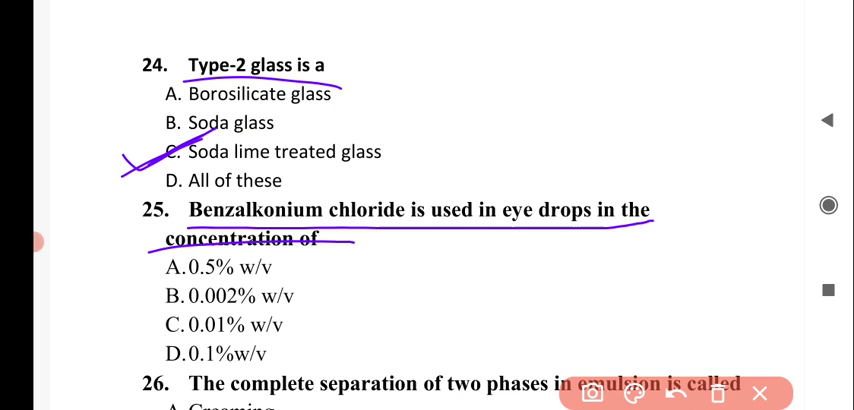 24. Type-2 glass is a
A. Borosilicate glass
B. Soda glass
C. Soda lime treated glass
D. All of these
25. Benzalkonium chloride is used in eye drops in the
concentration of
A.0.5% w/v
B.0.002% w/v
C.0.01% w/v
D.0.1%w/v
26. The complete separation of two phases in emulsion is called
A. Creaming